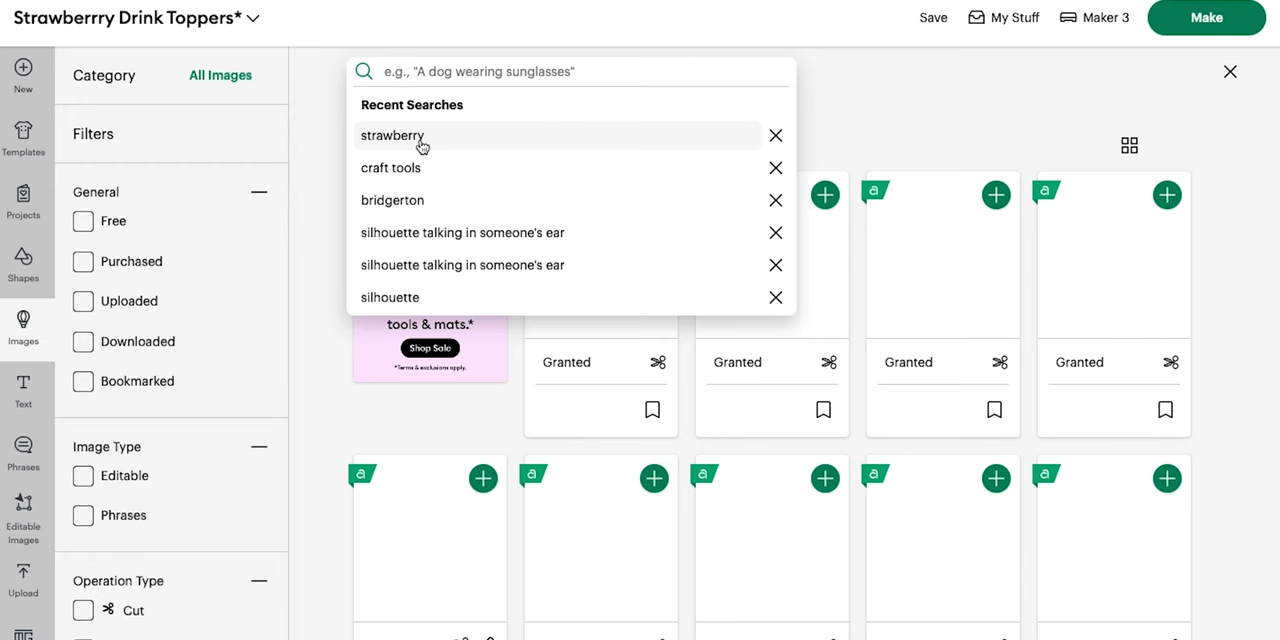 Strawberrry Drink Toppers*
Save
My Stuff
Maker 3
Make
New
Templates
Projects
Shapes
Images
Text
Phrases
Editable
Images
Upload
Category
All Images
Filters
General
Free
Purchased
Uploaded
Downloaded
Bookmarked
Image Type
Editable
Phrases
Operation Type
Cut
e.g., "A dog wearing sunglasses"
Recent Searches
strawberry
craft tools
bridgerton
silhouette talking in someone's ear
silhouette talking in someone's ear
silhouette
tools & mats.*
Shop Sale
*Terms & exclusions apply.
a
a
Granted
Granted
Granted
Granted
a
a
a
a
a